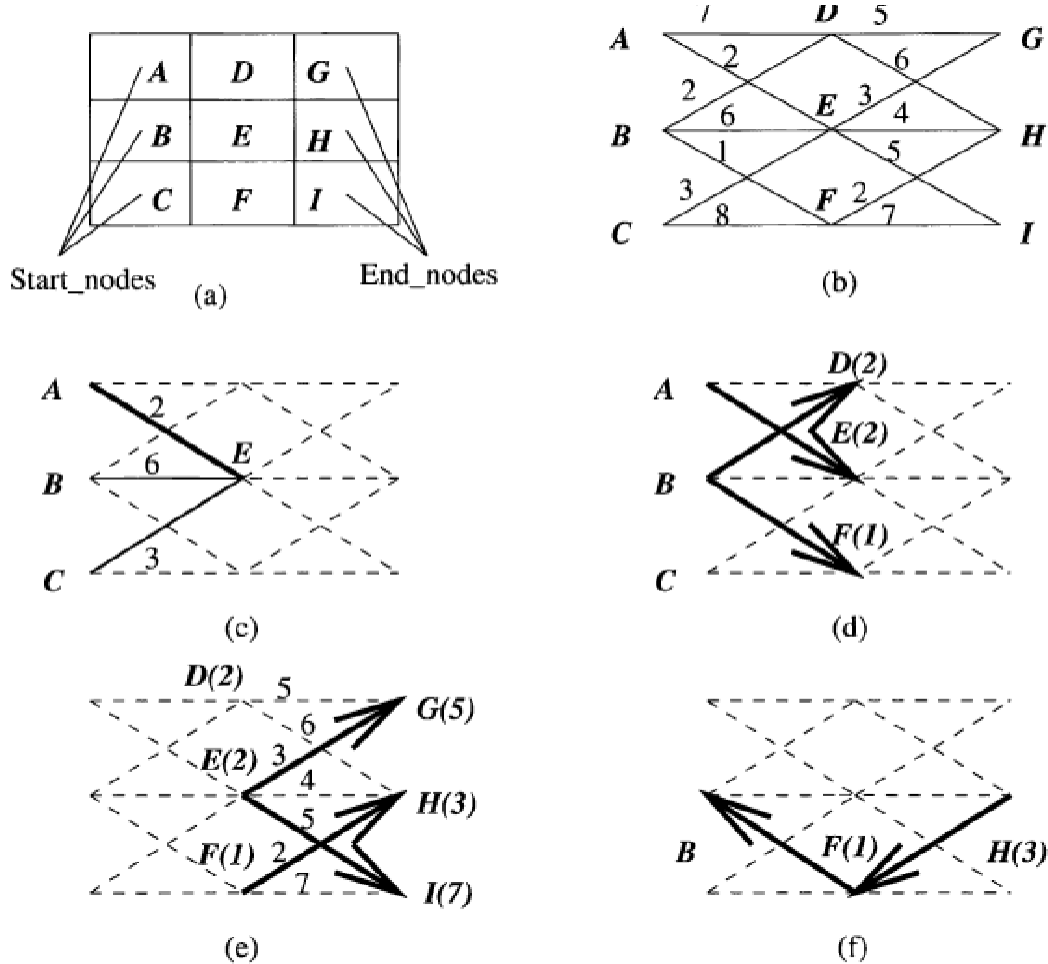 A D G
B E H
C F I
Start_nodes End_nodes
(a)
D 5
A G
2 6
2 3
E
6 4
B H
1 5
3 F 2
8 7
C I
(b)
A
2
E
6
B
3
C
(c)
D(2)
A
E(2)
B
F(1)
C
(d)
D(2) 5
G(5)
6
E(2) 3
4
H(3)
5
F(1) 2
7
I(7)
(e)
B F(1) H(3)
(f)